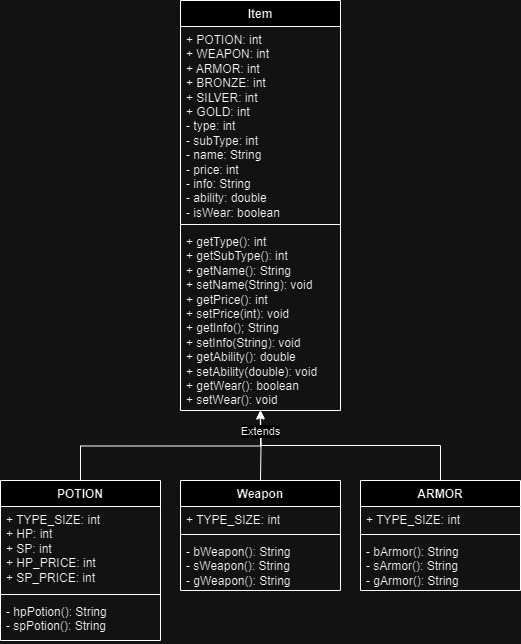 Item
+ POTION: int
+ WEAPON: int
+ ARMOR: int
+ BRONZE: int
+ SILVER: int
+ GOLD: int
- type: int
- subType: int
- name: String
- price: int
- info: String
- ability: double
- isWear: boolean
+ getType(): int
+ getSubType(): int
+ getName(): String
+ setName(String): void
+ getPrice(): int
+ setPrice(int): void
+ getInfo(); String
+ setInfo(String): void
+ getAbility(): double
+ setAbility(double): void
+ getWear(): boolean
+ setWear(): void
Extends
POTION
+ TYPE_SIZE: int
+ HP: int
+ SP: int
+ HP_PRICE: int
+ SP_PRICE: int
- hpPotion(): String
- spPotion(): String
Weapon
+ TYPE_SIZE: int
- bWeapon(): String
- sWeapon(): String
- gWeapon(): String
ARMOR
+ TYPE_SIZE: int
- bArmor(): String
- sArmor(): String
- gArmor(): String